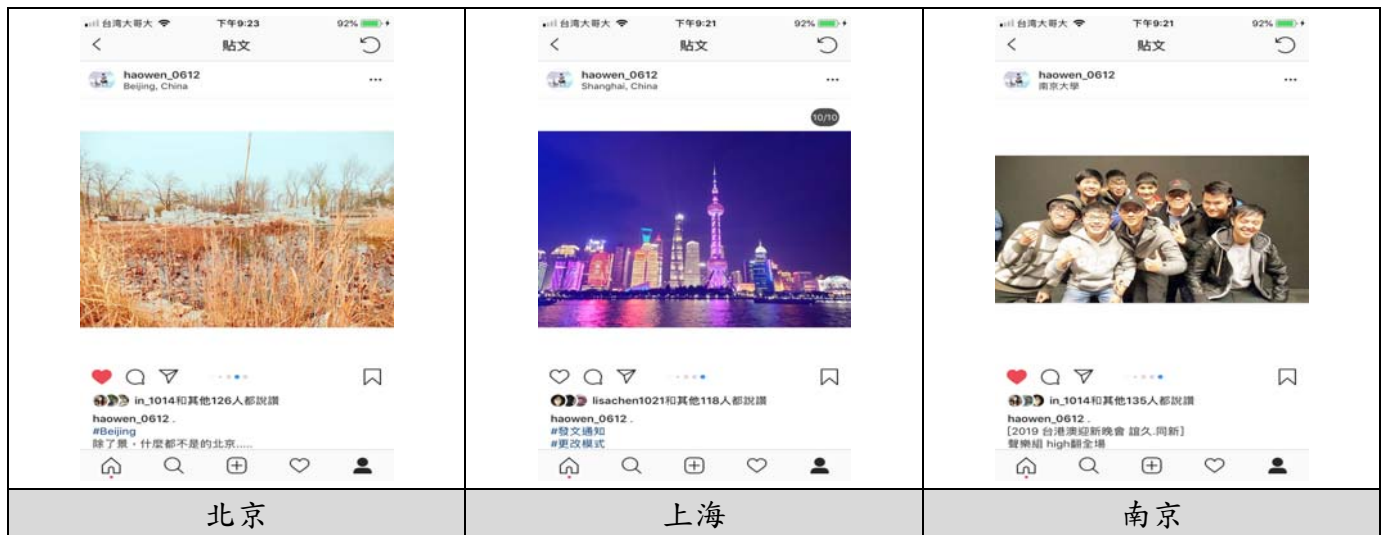 台灣大哥大 下午9:23 92%
貼文
haowen_0612
Beijing, China
in_1014和其他126人都說讚
haowen_0612 .
#Beijing
除了景,什麼都不是的北京.....
北京
台灣大哥大 下午9:21 92%
貼文
haowen_0612
Shanghai, China
10/10
lisachen1021和其他118人都說讚
haowen_0612 .
#發文通知
#更改模式
上海
台灣大哥大 下午9:21 92%
貼文
haowen_0612
南京大學
in_1014和其他135人都說讚
haowen_0612 .
[2019 台港澳迎新晚會 誼久.同新]
聲樂組 high翻全場
南京